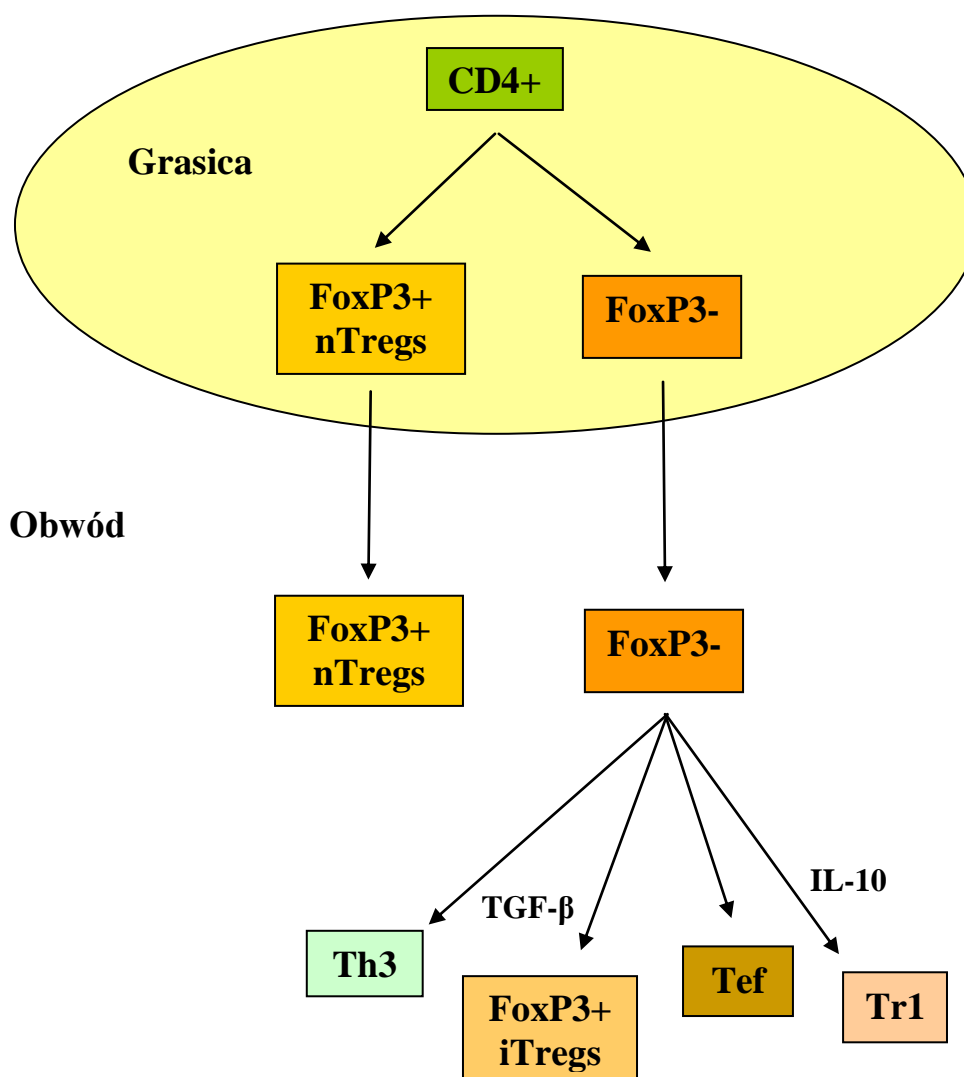 CD4+
Grasica
FoxP3+
nTregs
FoxP3-
Obwód
FoxP3+
nTregs
FoxP3-
IL-10
TGF-β
Th3
FoxP3+
iTregs
Tef
Tr1